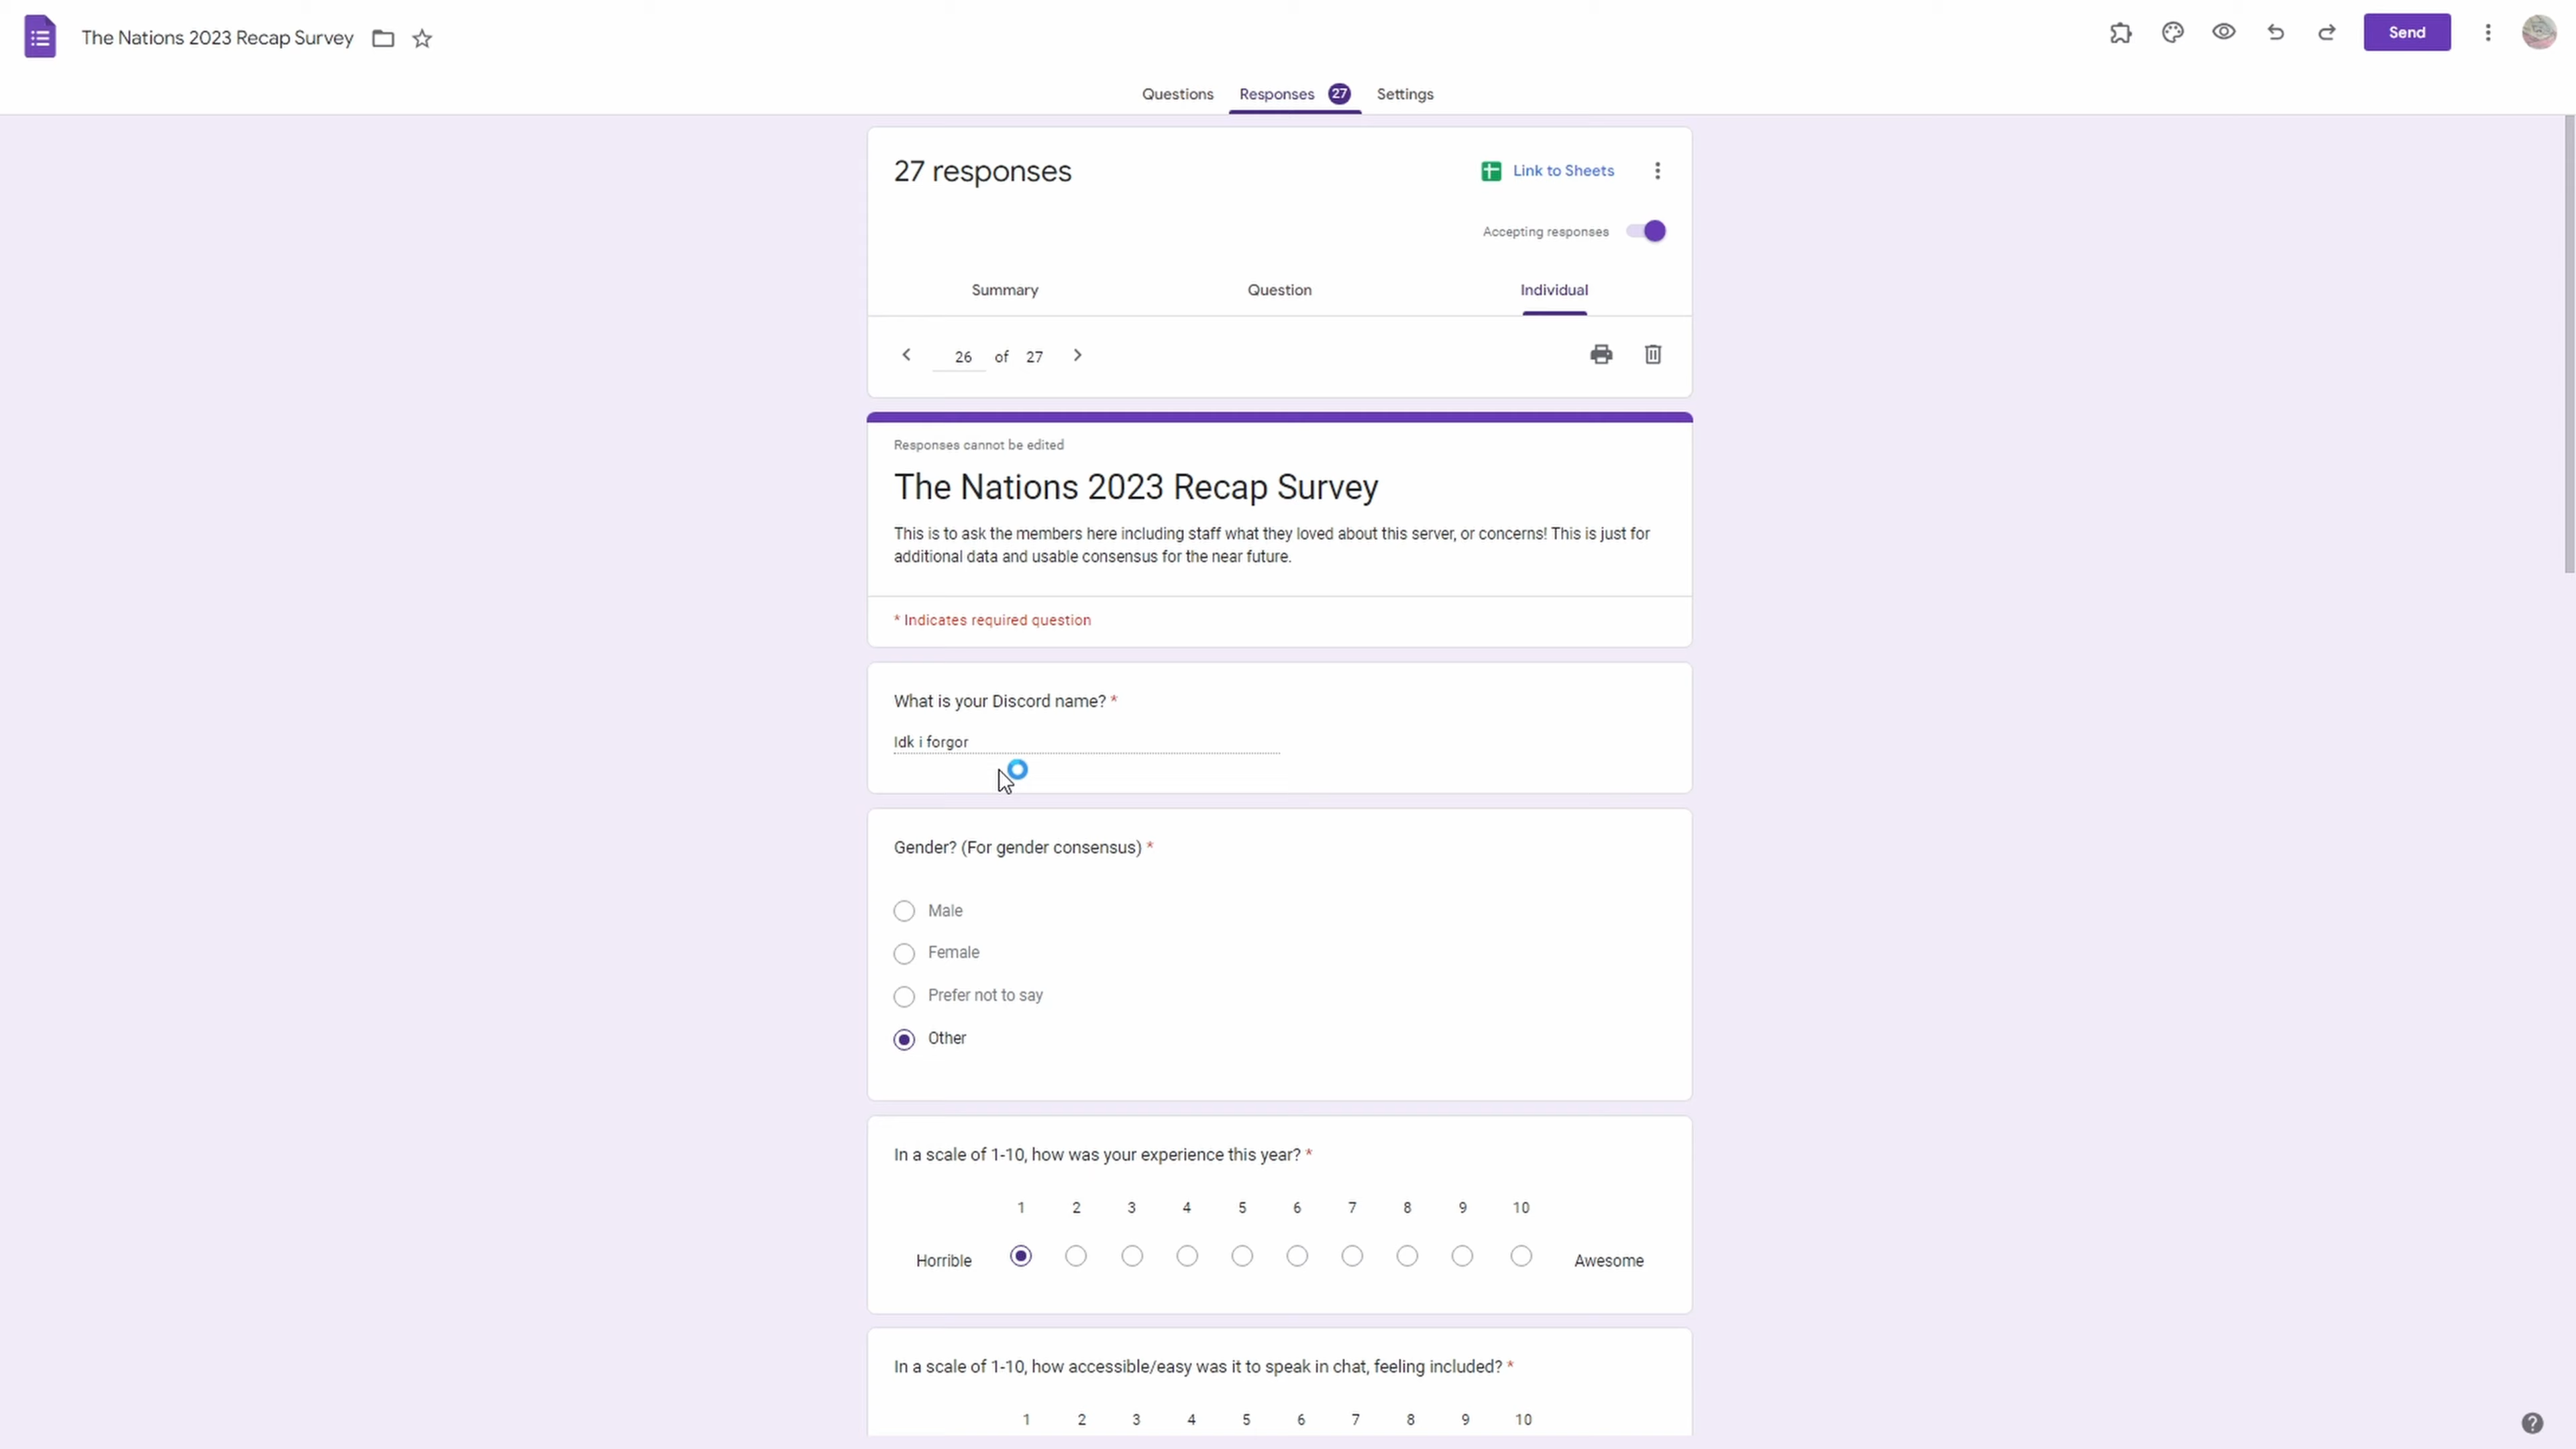 The Nations 2023 Recap Survey
Send
Questions
Responses 27
Settings
27 responses
Link to Sheets
Accepting responses
Summary
Question
Individual
26 of 27
Responses cannot be edited
The Nations 2023 Recap Survey
This is to ask the members here including staff what they loved about this server, or concerns! This is just for
additional data and usable consensus for the near future.
* Indicates required question
What is your Discord name? *
Idk i forgor
Gender? (For gender consensus) *
Male
Female
Prefer not to say
Other
In a scale of 1-10, how was your experience this year? *
1 2 3 4 5 6 7 8 9 10
Horrible
Awesome
In a scale of 1-10, how accessible/easy was it to speak in chat, feeling included? *
1 2 3 4 5 6 7 8 9 10